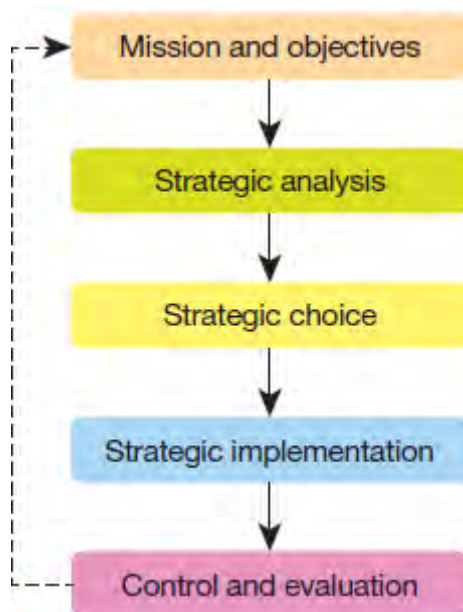 Mission and objectives
Strategic analysis
Strategic choice
Strategic implementation
Control and evaluation